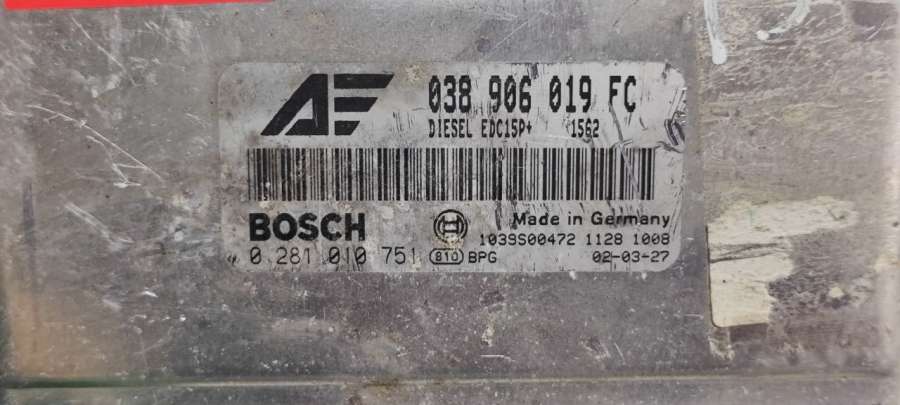 AF 038 906 019 FC
DIESEL EDC15P+ 1562
BOSCH
Made in Germany
1039S00472 1128 1008
0 281 010 751 810 BPG 02-03-27